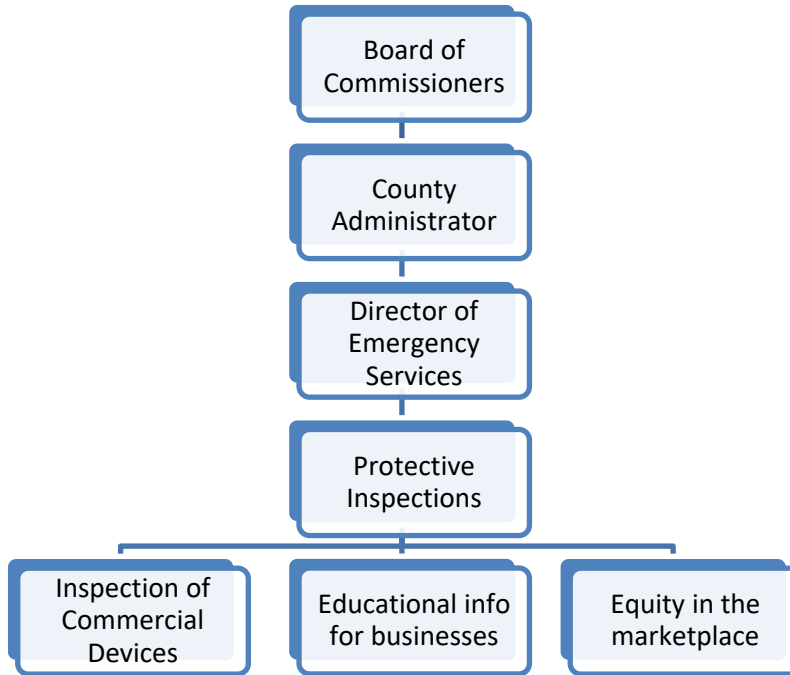 Board of
Commissioners
County
Administrator
Director of
Emergency
Services
Protective
Inspections
Inspection of
Commercial
Devices
Educational info
for businesses
Equity in the
marketplace